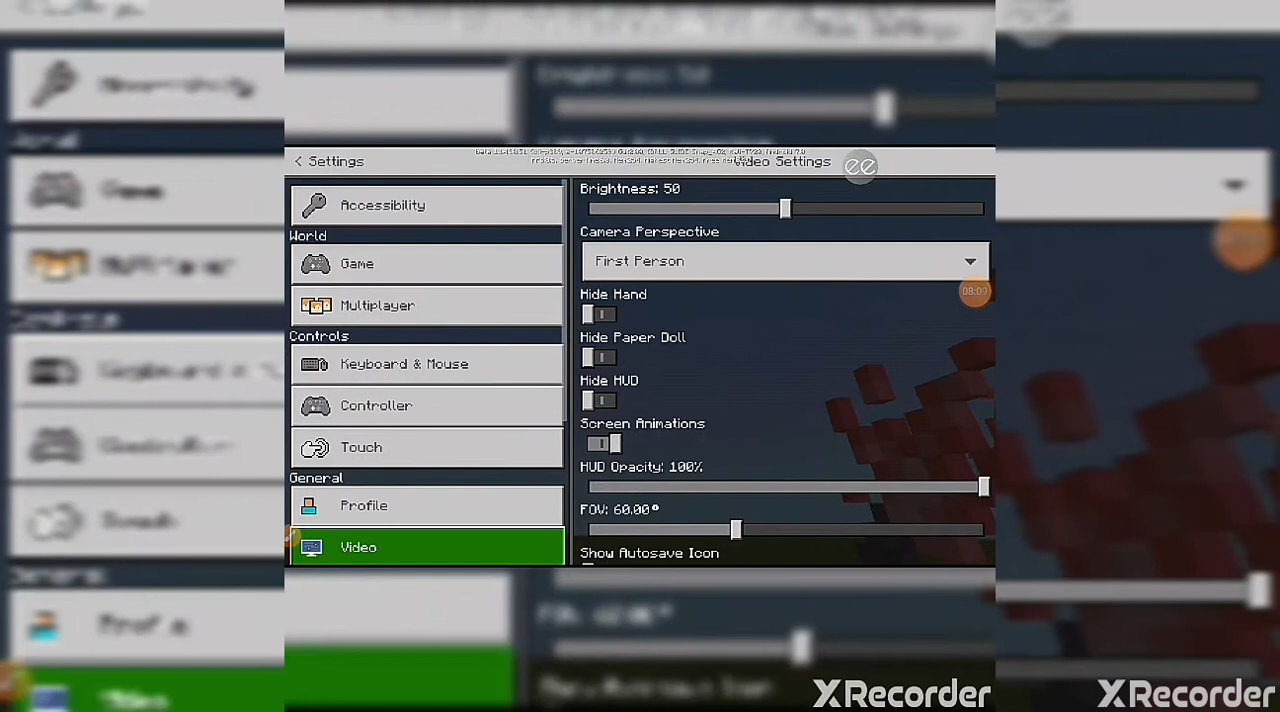 Settings
Video Settings
Accessibility
World
Game
Multiplayer
Controls
Keyboard & Mouse
Controller
Touch
General
Profile
Video
Brightness: 50
Camera Perspective
First Person
08:09
Hide Hand
Hide Paper Doll
Hide HUD
Screen Animations
HUD Opacity: 100%
FOV: 60.00°
Show Autosave Icon
XRecorder
XRecorder